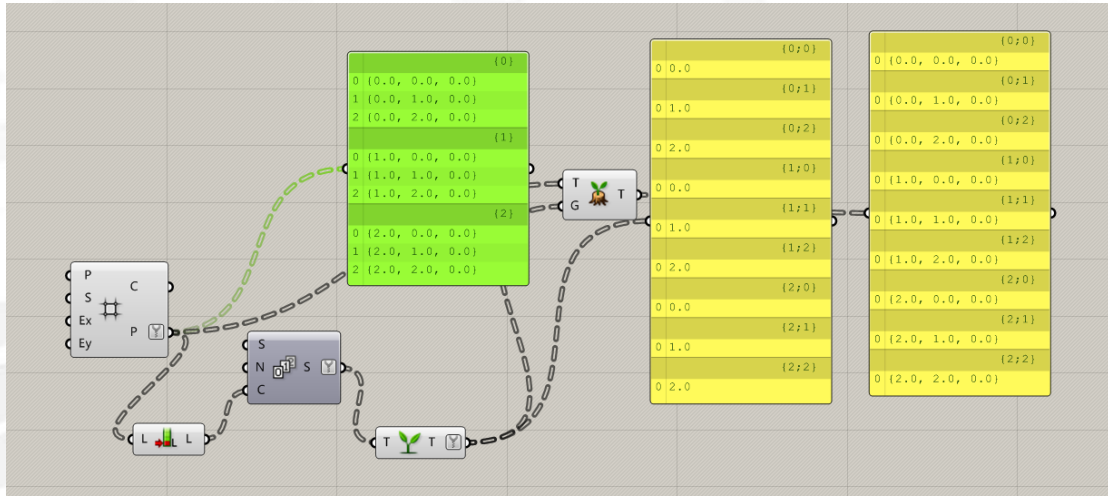 {0}
0 {0.0, 0.0, 0.0}
1 {0.0, 1.0, 0.0}
2 {0.0, 2.0, 0.0}
{1}
0 {1.0, 0.0, 0.0}
1 {1.0, 1.0, 0.0}
2 {1.0, 2.0, 0.0}
{2}
0 {2.0, 0.0, 0.0}
1 {2.0, 1.0, 0.0}
2 {2.0, 2.0, 0.0}
T
G
T
{0;0}
0 0.0
{0;1}
0 1.0
{0;2}
0 2.0
{1;0}
0 0.0
{1;1}
0 1.0
{1;2}
0 2.0
{2;0}
0 0.0
{2;1}
0 1.0
{2;2}
0 2.0
{0;0}
0 {0.0, 0.0, 0.0}
{0;1}
0 {0.0, 1.0, 0.0}
{0;2}
0 {0.0, 2.0, 0.0}
{1;0}
0 {1.0, 0.0, 0.0}
{1;1}
0 {1.0, 1.0, 0.0}
{1;2}
0 {1.0, 2.0, 0.0}
{2;0}
0 {2.0, 0.0, 0.0}
{2;1}
0 {2.0, 1.0, 0.0}
{2;2}
0 {2.0, 2.0, 0.0}
P
S
Ex
Ey
C
P
S
N
C
S
L L
T T